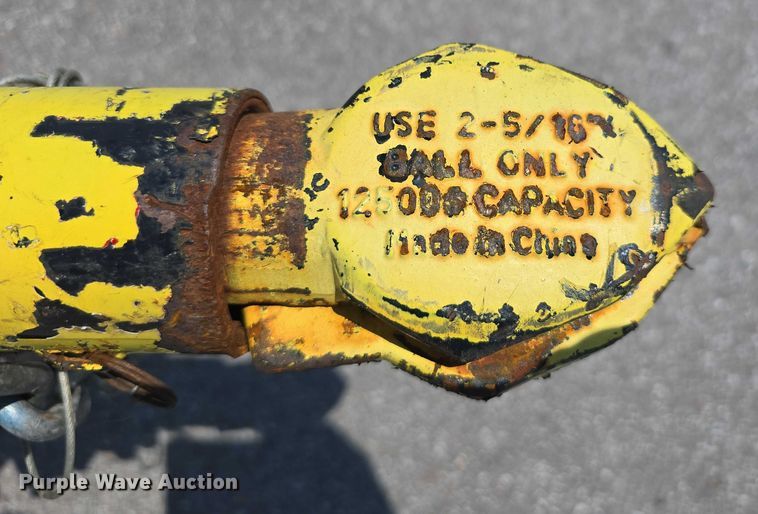 USE 2-5/16"
BALL ONLY
12500# CAPACITY
Made In China
Purple Wave Auction